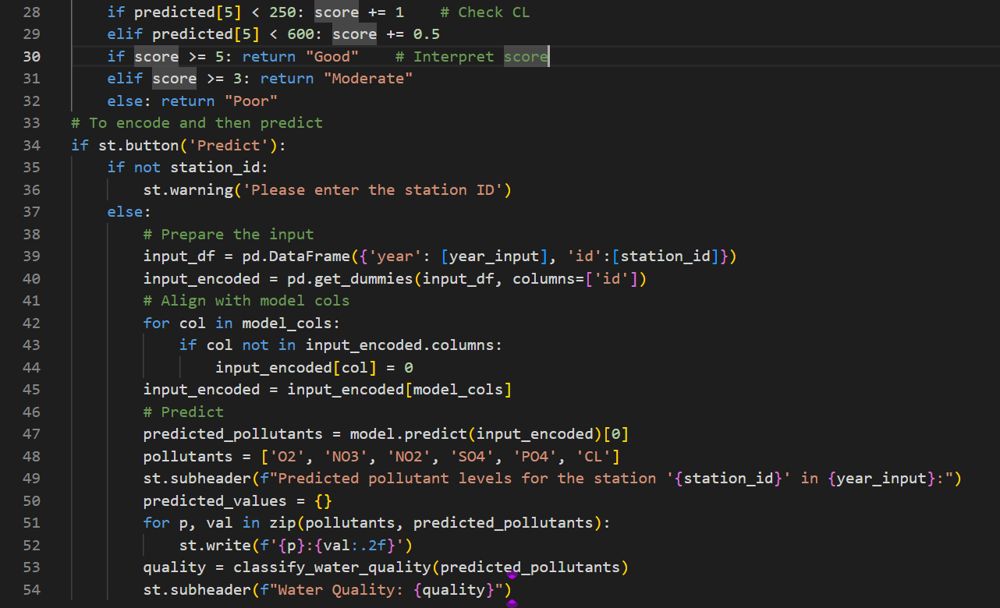 28 if predicted[5] < 250: score += 1    # Check CL
29 elif predicted[5] < 600: score += 0.5
30 if score >= 5: return "Good"    # Interpret score
31 elif score >= 3: return "Moderate"
32 else: return "Poor"
33 # To encode and then predict
34 if st.button('Predict'):
35 if not station_id:
36 st.warning('Please enter the station ID')
37 else:
38 # Prepare the input
39 input_df = pd.DataFrame({'year': [year_input], 'id':[station_id]})
40 input_encoded = pd.get_dummies(input_df, columns=['id'])
41 # Align with model cols
42 for col in model_cols:
43 if col not in input_encoded.columns:
44 input_encoded[col] = 0
45 input_encoded = input_encoded[model_cols]
46 # Predict
47 predicted_pollutants = model.predict(input_encoded)[0]
48 pollutants = ['O2', 'NO3', 'NO2', 'SO4', 'PO4', 'CL']
49 st.subheader(f"Predicted pollutant levels for the station '{station_id}' in {year_input}:")
50 predicted_values = {}
51 for p, val in zip(pollutants, predicted_pollutants):
52 st.write(f'{p}:{val:.2f}')
53 quality = classify_water_quality(predicted_pollutants)
54 st.subheader(f"Water Quality: {quality}")